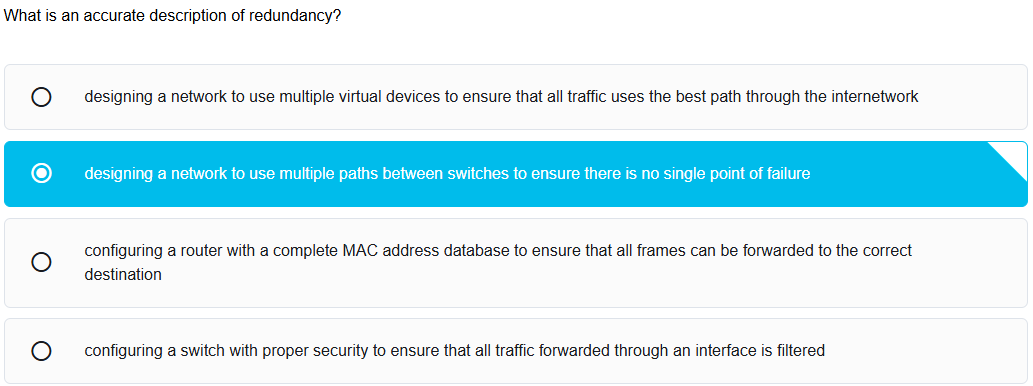 What is an accurate description of redundancy?
designing a network to use multiple virtual devices to ensure that all traffic uses the best path through the internetwork
designing a network to use multiple paths between switches to ensure there is no single point of failure
configuring a router with a complete MAC address database to ensure that all frames can be forwarded to the correct
destination
configuring a switch with proper security to ensure that all traffic forwarded through an interface is filtered